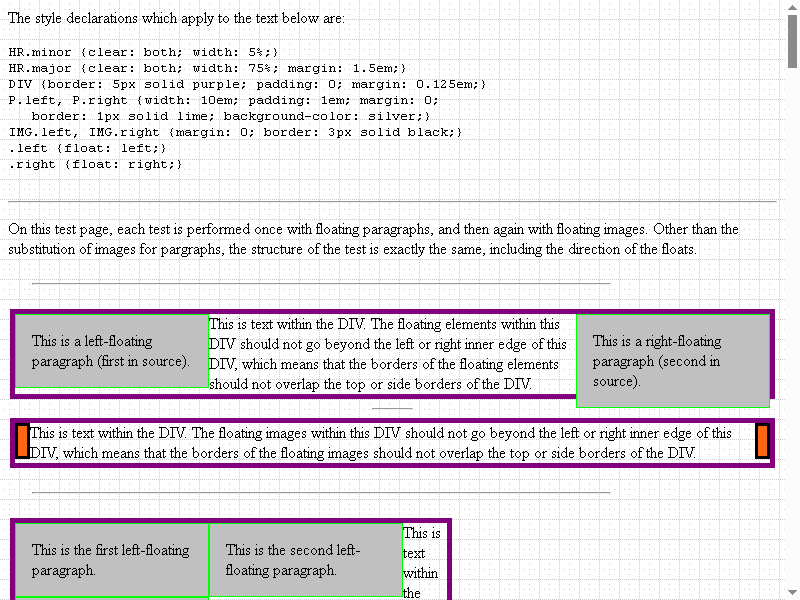 The style declarations which apply to the text below are:
HR.minor {clear: both; width: 5%;}
HR.major {clear: both; width: 75%; margin: 1.5em;}
DIV {border: 5px solid purple; padding: 0; margin: 0.125em;}
P.left, P.right {width: 10em; padding: 1em; margin: 0;
border: 1px solid lime; background-color: silver;}
IMG.left, IMG.right {margin: 0; border: 3px solid black;}
.left {float: left;}
.right {float: right;}
On this test page, each test is performed once with floating paragraphs, and then again with floating images. Other than the
substitution of images for pargraphs, the structure of the test is exactly the same, including the direction of the floats.
This is a left-floating
paragraph (first in source).
This is text within the DIV. The floating elements within this
DIV should not go beyond the left or right inner edge of this
DIV, which means that the borders of the floating elements
should not overlap the top or side borders of the DIV.
This is a right-floating
paragraph (second in
source).
This is text within the DIV. The floating images within this DIV should not go beyond the left or right inner edge of this
DIV, which means that the borders of the floating images should not overlap the top or side borders of the DIV.
This is the first left-floating
paragraph.
This is the second left-
floating paragraph.
This is
text
within
the